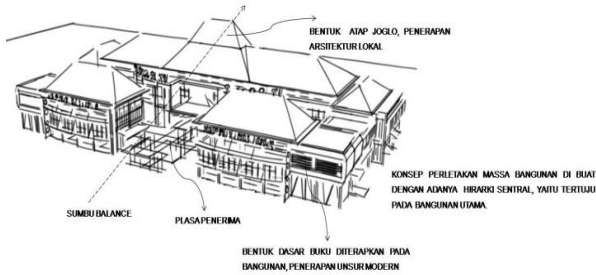 BENTUK ATAP JOGLO, PENERAPAN
ARSITEKTUR LOKAL
KONSEP PERLETAKAN MASSA BANGUNAN DI BUAT
DENGAN ADANYA HIRARKI SENTRAL, YAITU TERTUJU
PADA BANGUNAN UTAMA.
SUMBU BALANCE
PLASA PENERIMA
BENTUK DASAR BUKU DITERAPKAN PADA
BANGUNAN, PENERAPAN UNSUR MODERN